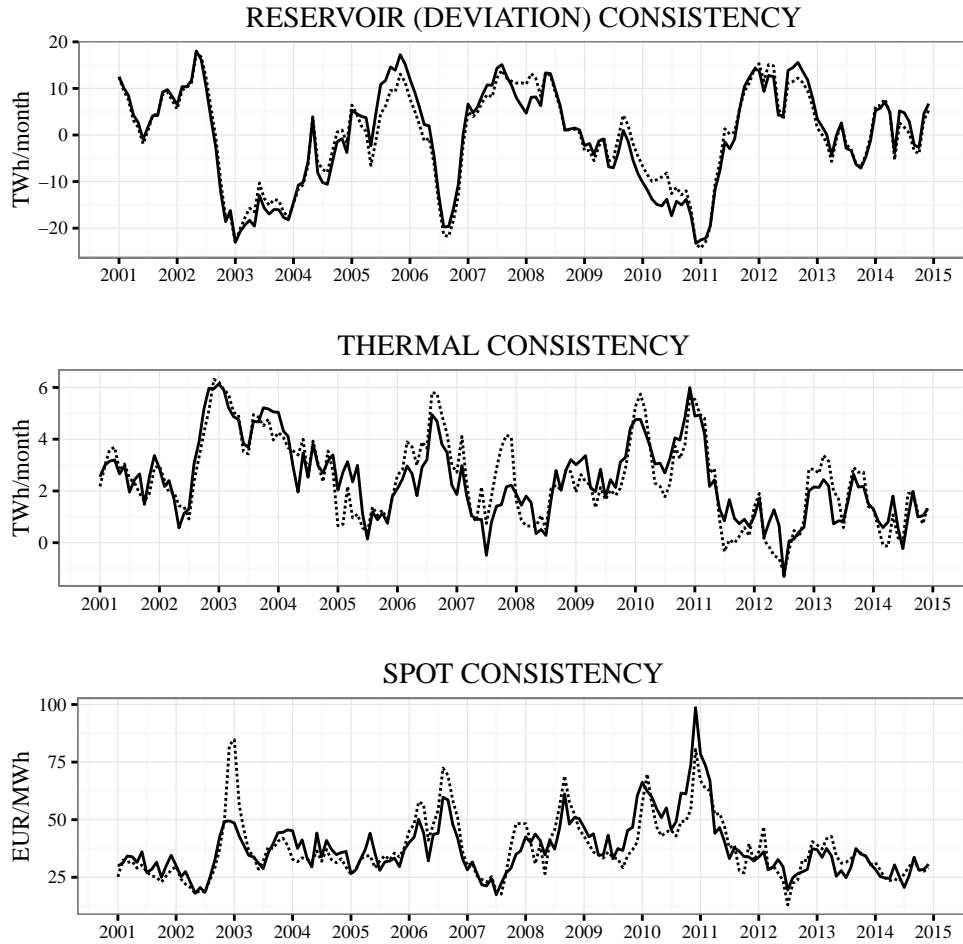 RESERVOIR (DEVIATION) CONSISTENCY
TWh/month
20
10
0
−10
−20
2001 2002 2003 2004 2005 2006 2007 2008 2009 2010 2011 2012 2013 2014 2015
THERMAL CONSISTENCY
TWh/month
6
4
2
0
2001 2002 2003 2004 2005 2006 2007 2008 2009 2010 2011 2012 2013 2014 2015
SPOT CONSISTENCY
EUR/MWh
100
75
50
25
2001 2002 2003 2004 2005 2006 2007 2008 2009 2010 2011 2012 2013 2014 2015